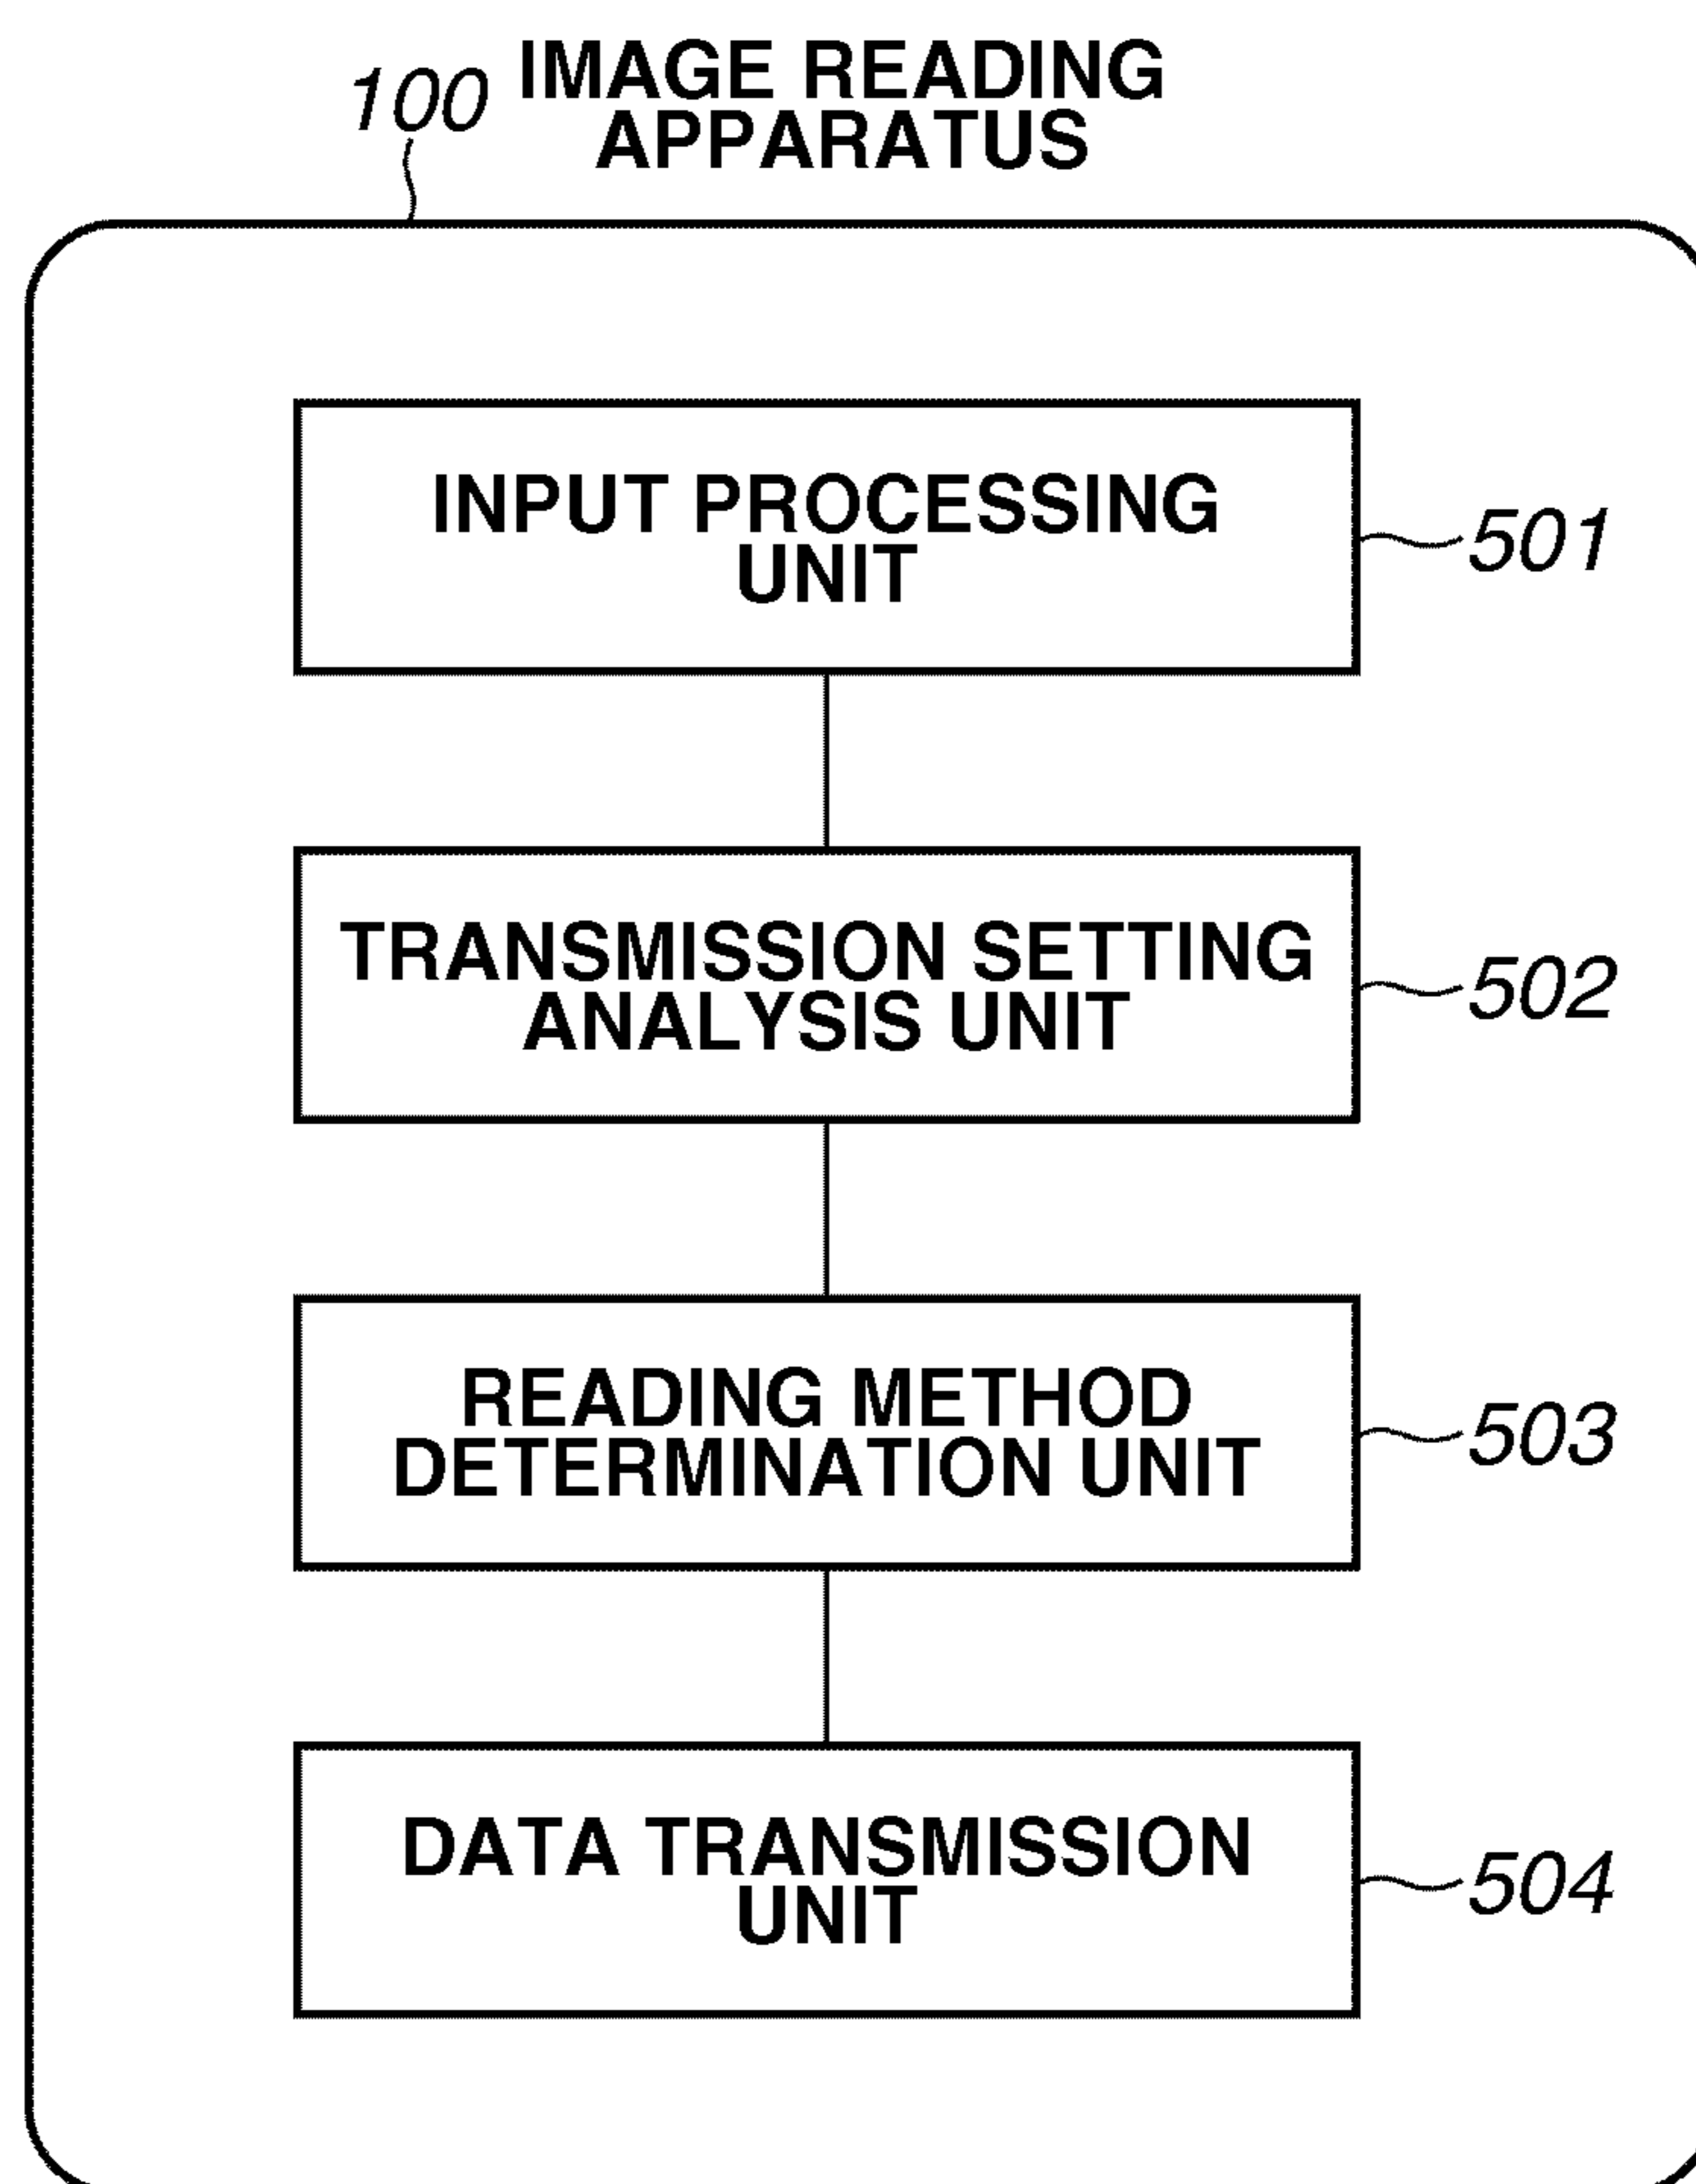 100
IMAGE READING
APPARATUS
INPUT PROCESSING
UNIT
501
TRANSMISSION SETTING
ANALYSIS UNIT
502
READING METHOD
DETERMINATION UNIT
503
DATA TRANSMISSION
UNIT
504